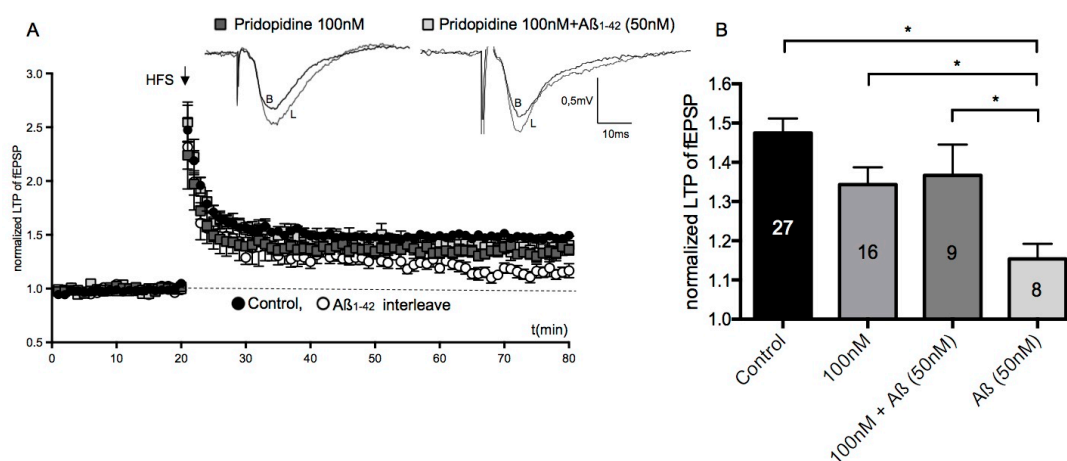 A
Pridopidine 100nM
Pridopidine 100nM+Aß1-42 (50nM)
HFS
3.0
2.5
2.0
1.5
1.0
0.5
normalized LTP of fEPSP
B
L
B
L
0,5mV
10ms
Control,
Aß1-42 interleave
t(min)
0
10
20
30
40
50
60
70
80
B
*
*
*
normalized LTP of fEPSP
1.6
1.5
1.4
1.3
1.2
1.1
1.0
27
16
9
8
Control
100nM
100nM + Aß (50nM)
Aß (50nM)